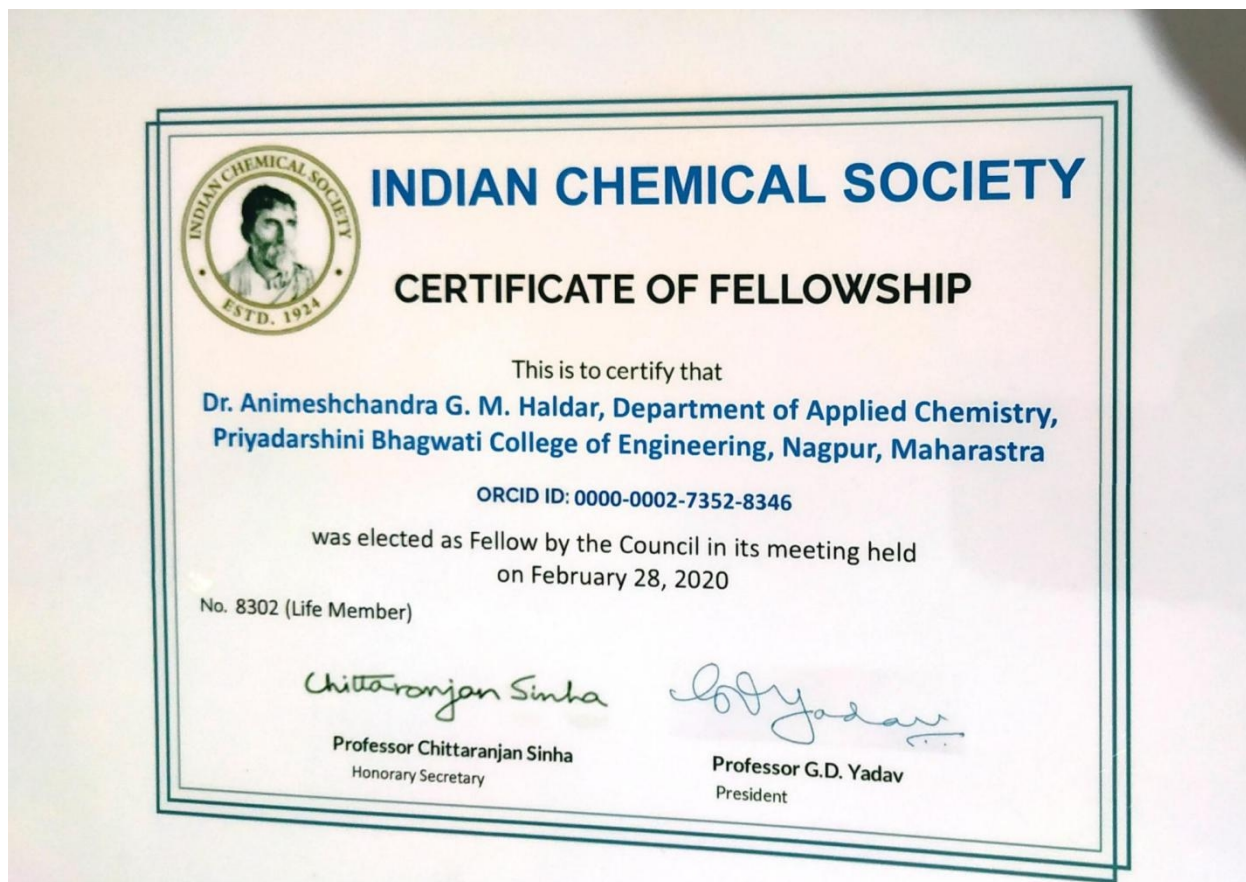 INDIAN CHEMICAL SOCIETY
ESTD. 1924
INDIAN CHEMICAL SOCIETY
CERTIFICATE OF FELLOWSHIP
This is to certify that
Dr. Animeshchandra G. M. Haldar, Department of Applied Chemistry,
Priyadarshini Bhagwati College of Engineering, Nagpur, Maharastra
ORCID ID: 0000-0002-7352-8346
was elected as Fellow by the Council in its meeting held
on February 28, 2020
No. 8302 (Life Member)
Chittaranjan Sinha
GDYadav
Professor Chittaranjan Sinha
Honorary Secretary
Professor G.D. Yadav
President